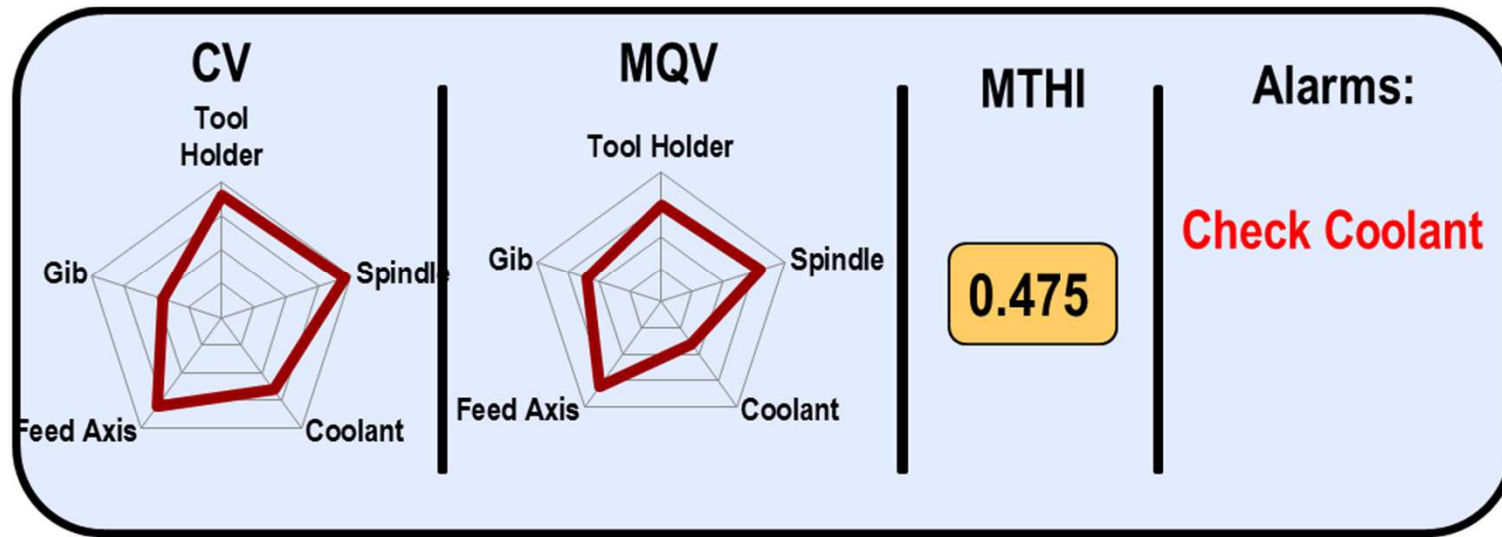 CV
Tool
Holder
Gib
Spindle
Feed Axis
Coolant
MQV
Tool Holder
Gib
Spindle
Feed Axis
Coolant
MTHI
0.475
Alarms:
Check Coolant